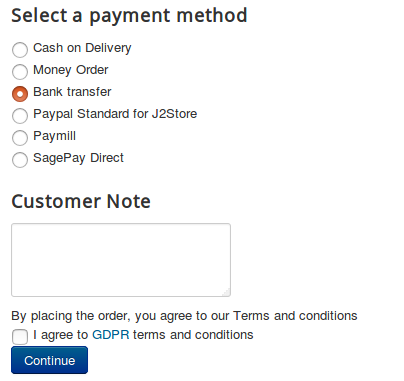 Select a payment method
Cash on Delivery
Money Order
Bank transfer
Paypal Standard for J2Store
Paymill
SagePay Direct
Customer Note
By placing the order, you agree to our Terms and conditions
I agree to GDPR terms and conditions
Continue